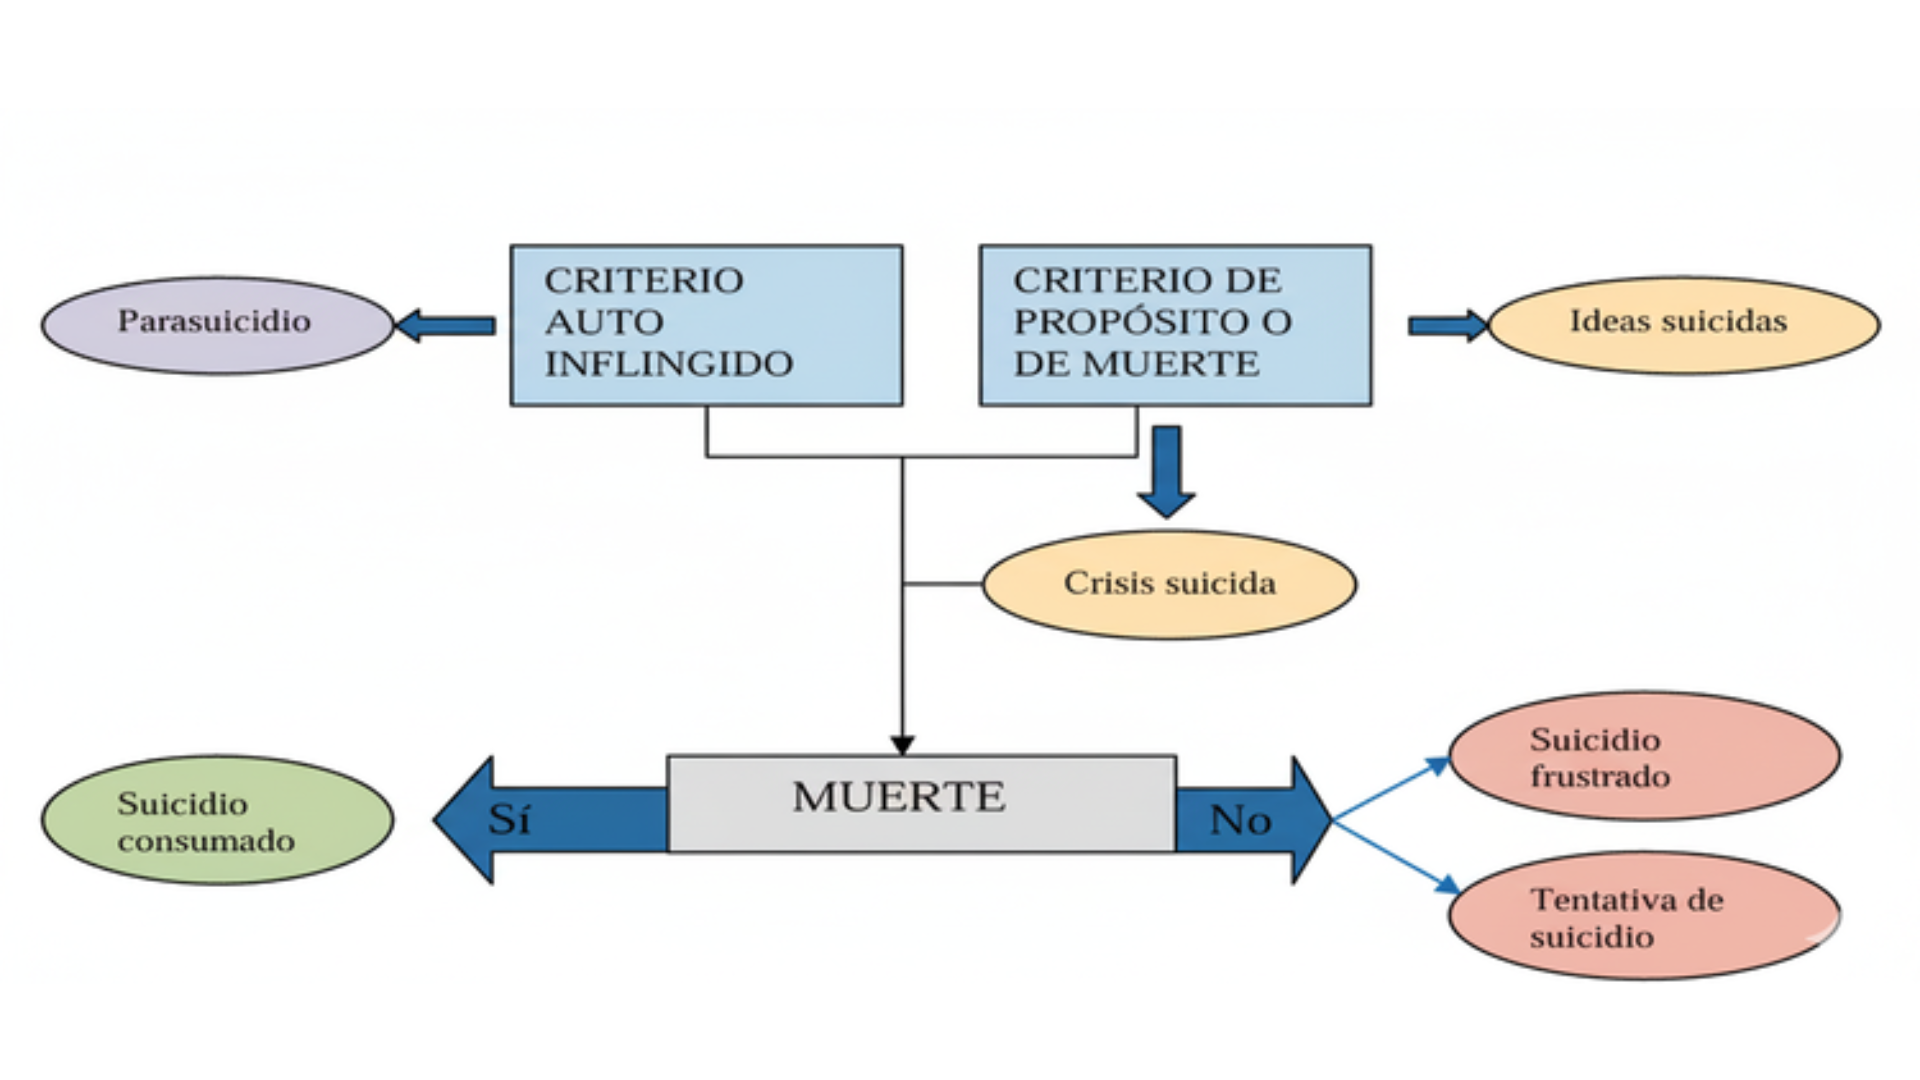 Parasuicidio
CRITERIO
AUTO
INFLINGIDO
CRITERIO DE
PROPÓSITO O
DE MUERTE
Ideas suicidas
Crisis suicida
Suicidio
consumado
Sí
MUERTE
No
Suicidio
frustrado
Tentativa de
suicidio